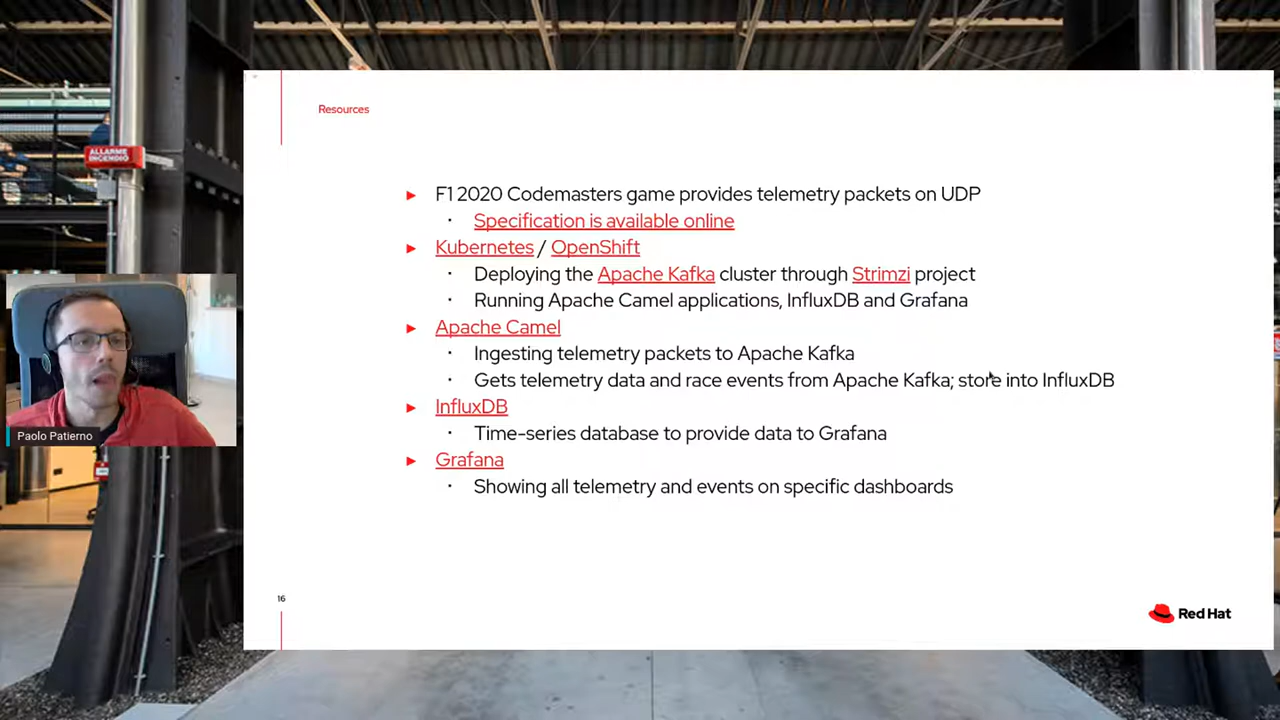 Resources
ALLARME
INCENDIO
► F1 2020 Codemasters game provides telemetry packets on UDP
· Specification is available online
► Kubernetes / OpenShift
· Deploying the Apache Kafka cluster through Strimzi project
· Running Apache Camel applications, InfluxDB and Grafana
► Apache Camel
· Ingesting telemetry packets to Apache Kafka
· Gets telemetry data and race events from Apache Kafka; store into InfluxDB
► InfluxDB
· Time-series database to provide data to Grafana
► Grafana
· Showing all telemetry and events on specific dashboards
Paolo Patierno
16
Red Hat